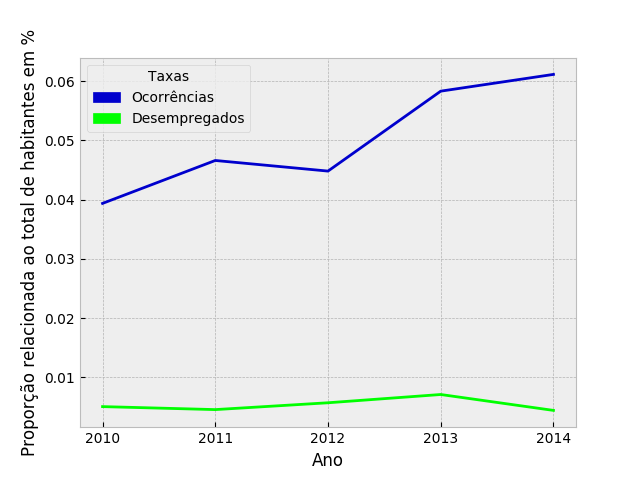 Proporção relacionada ao total de habitantes em %
0.06
0.05
0.04
0.03
0.02
0.01
Taxas
Ocorrências
Desempregados
2010 2011 2012 2013 2014
Ano